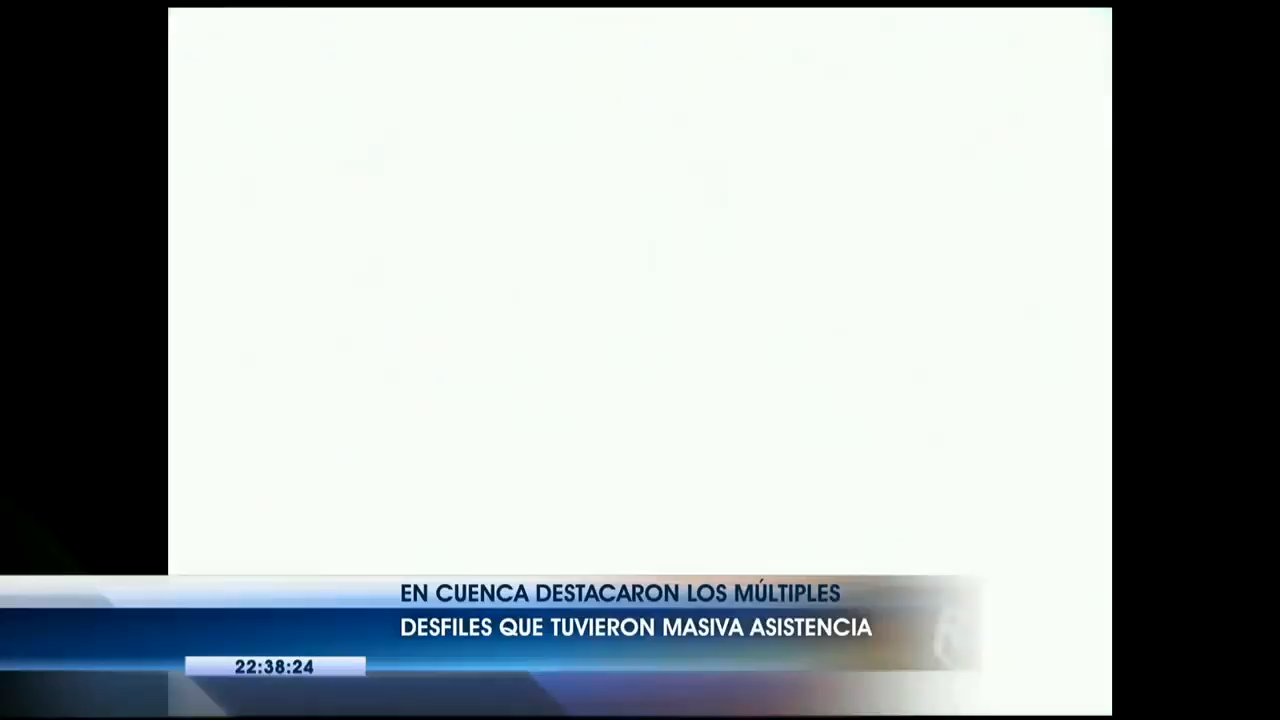 EN CUENCA DESTACARON LOS MÚLTIPLES
DESFILES QUE TUVIERON MASIVA ASISTENCIA
22:38:24